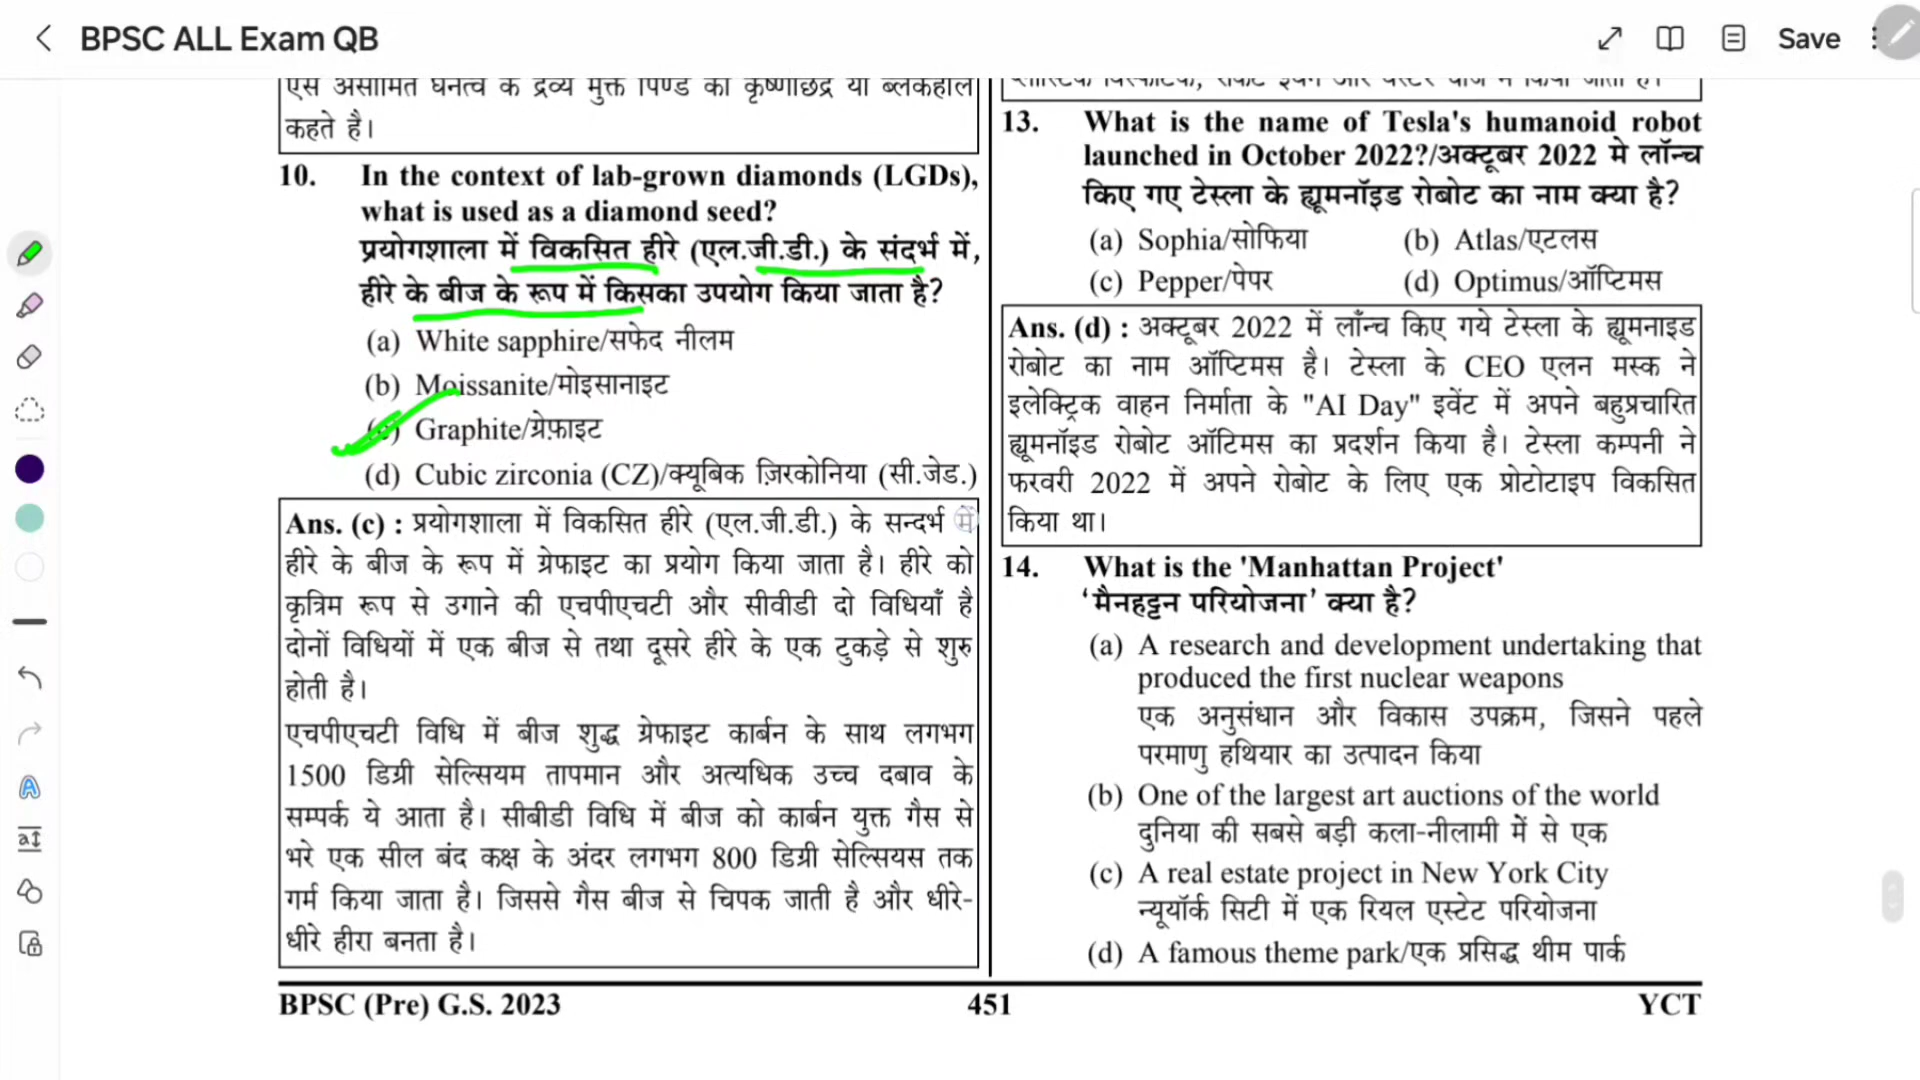 BPSC ALL Exam QB
Save
कहते है।
10. In the context of lab-grown diamonds (LGDs),
what is used as a diamond seed?
प्रयोगशाला में विकसित हीरे (एल.जी.डी.) के संदर्भ में,
हीरे के बीज के रूप में किसका उपयोग किया जाता है?
(a) White sapphire/सफेद नीलम
(b) Moissanite/मोइसानाइट
(c) Graphite/ग्रेफ़ाइट
(d) Cubic zirconia (CZ)/क्यूबिक ज़िरकोनिया (सी.जेड.)
Ans. (c) : प्रयोगशाला में विकसित हीरे (एल.जी.डी.) के सन्दर्भ में
हीरे के बीज के रूप में ग्रेफाइट का प्रयोग किया जाता है। हीरे को
कृत्रिम रूप से उगाने की एचपीएचटी और सीवीडी दो विधियाँ है
दोनों विधियों में एक बीज से तथा दूसरे हीरे के एक टुकड़े से शुरु
होती है।
एचपीएचटी विधि में बीज शुद्ध ग्रेफाइट कार्बन के साथ लगभग
1500 डिग्री सेल्सियम तापमान और अत्यधिक उच्च दबाव के
सम्पर्क ये आता है। सीबीडी विधि में बीज को कार्बन युक्त गैस से
भरे एक सील बंद कक्ष के अंदर लगभग 800 डिग्री सेल्सियस तक
गर्म किया जाता है। जिससे गैस बीज से चिपक जाती है और धीरे-
धीरे हीरा बनता है।
13. What is the name of Tesla's humanoid robot
launched in October 2022?/अक्टूबर 2022 मे लॉन्च
किए गए टेस्ला के ह्यूमनॉइड रोबोट का नाम क्या है?
(a) Sophia/सोफिया (b) Atlas/एटलस
(c) Pepper/पेपर (d) Optimus/ऑप्टिमस
Ans. (d) : अक्टूबर 2022 में लाँन्च किए गये टेस्ला के ह्यूमनाइड
रोबोट का नाम ऑप्टिमस है। टेस्ला के CEO एलन मस्क ने
इलेक्ट्रिक वाहन निर्माता के "AI Day" इवेंट में अपने बहुप्रचारित
ह्यूमनॉइड रोबोट ऑटिमस का प्रदर्शन किया है। टेस्ला कम्पनी ने
फरवरी 2022 में अपने रोबोट के लिए एक प्रोटोटाइप विकसित
किया था।
14. What is the 'Manhattan Project'
‘मैनहट्टन परियोजना’ क्या है?
(a) A research and development undertaking that
produced the first nuclear weapons
एक अनुसंधान और विकास उपक्रम, जिसने पहले
परमाणु हथियार का उत्पादन किया
(b) One of the largest art auctions of the world
दुनिया की सबसे बड़ी कला-नीलामी में से एक
(c) A real estate project in New York City
न्यूयॉर्क सिटी में एक रियल एस्टेट परियोजना
(d) A famous theme park/एक प्रसिद्ध थीम पार्क
BPSC (Pre) G.S. 2023 451 YCT